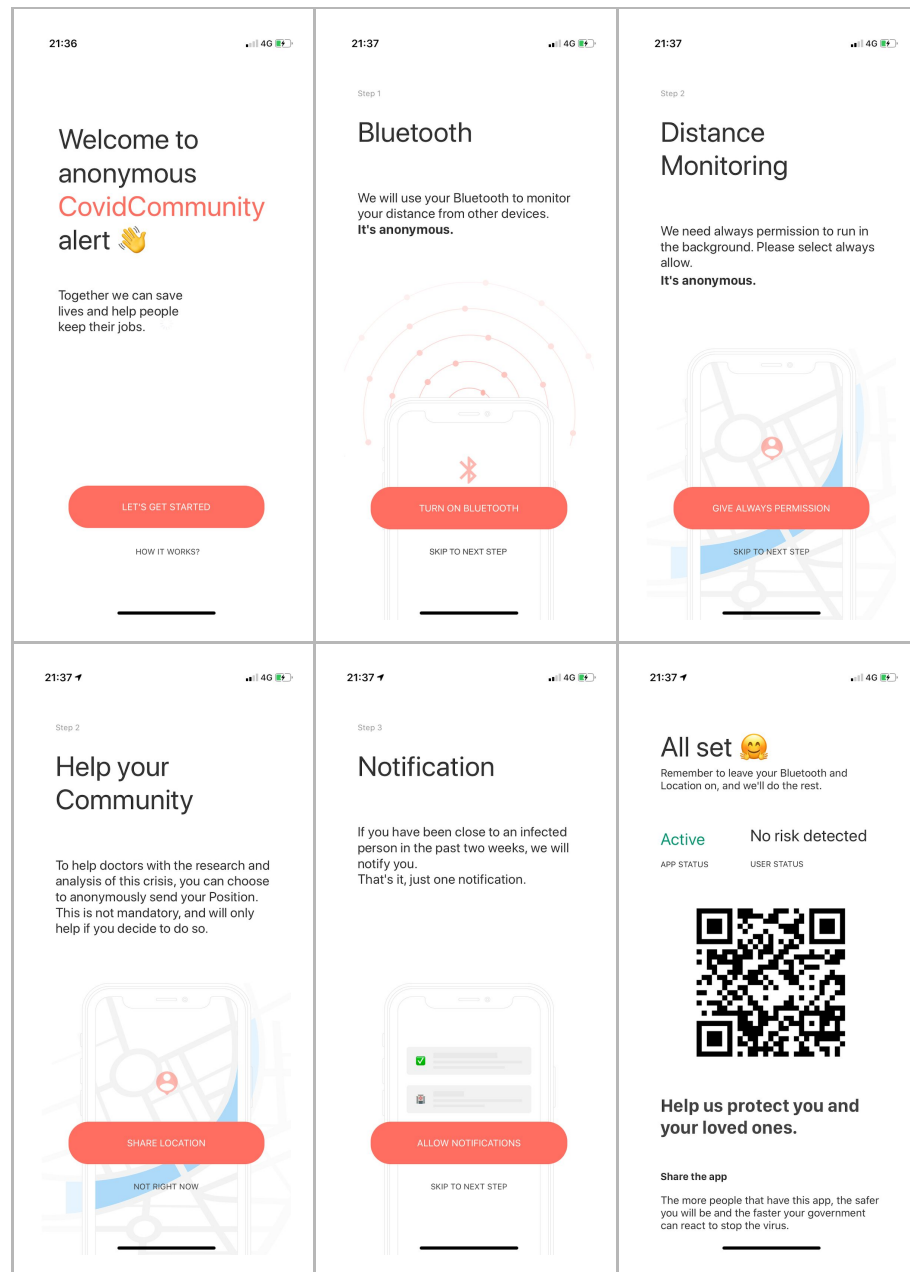 21:36
4G
Welcome to
anonymous
CovidCommunity
alert 👋
Together we can save
lives and help people
keep their jobs.
LET'S GET STARTED
HOW IT WORKS?
21:37
4G
Step 1
Bluetooth
We will use your Bluetooth to monitor
your distance from other devices.
It's anonymous.
TURN ON BLUETOOTH
SKIP TO NEXT STEP
21:37
4G
Step 2
Distance
Monitoring
We need always permission to run in
the background. Please select always
allow.
It's anonymous.
GIVE ALWAYS PERMISSION
SKIP TO NEXT STEP
21:37
4G
Step 2
Help your
Community
To help doctors with the research and
analysis of this crisis, you can choose
to anonymously send your Position.
This is not mandatory, and will only
help if you decide to do so.
SHARE LOCATION
NOT RIGHT NOW
21:37
4G
Step 3
Notification
If you have been close to an infected
person in the past two weeks, we will
notify you.
That's it, just one notification.
ALLOW NOTIFICATIONS
SKIP TO NEXT STEP
21:37
4G
All set 🤗
Remember to leave your Bluetooth and
Location on, and we'll do the rest.
Active No risk detected
APP STATUS USER STATUS
Help us protect you and
your loved ones.
Share the app
The more people that have this app, the safer
you will be and the faster your government
can react to stop the virus.